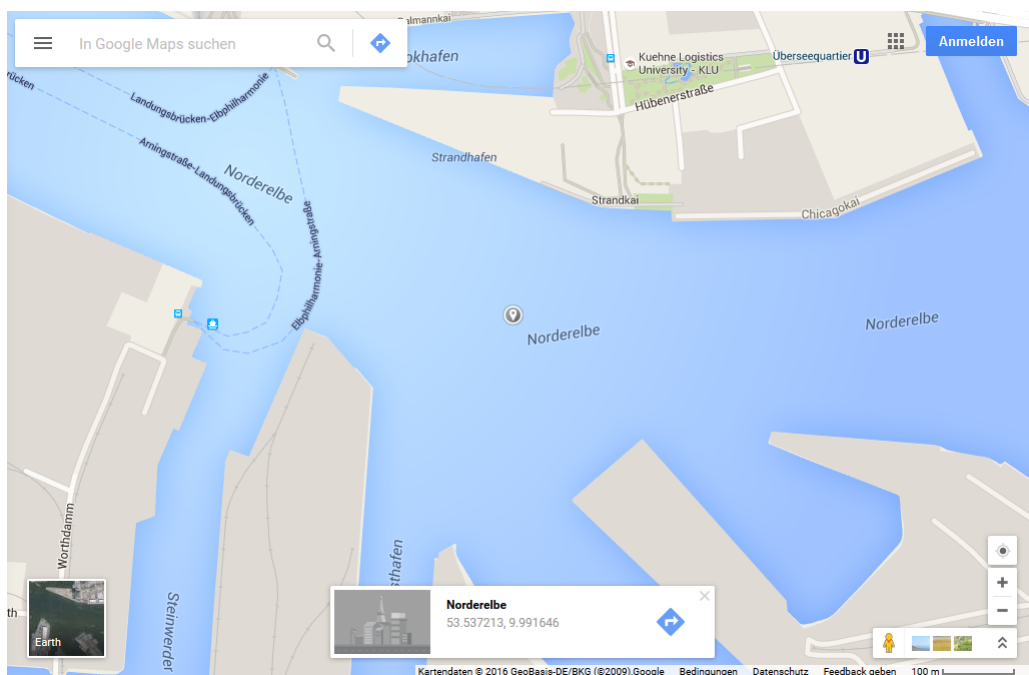 In Google Maps suchen
Anmelden
Kuehne Logistics
University - KLU
Überseequartier
U
Hübenerstraße
Landungsbrücken-Elbphilharmonie
Arningstraße-Landungsbrücken
Norderelbe
Strandhafen
Strandkai
Chicagokai
Elbphilharmonie-Arningstraße
Norderelbe
Norderelbe
Worthdamm
Steinwerder
Earth
Norderelbe
53.537213, 9.991646
Kartendaten © 2016 GeoBasis-DE/BKG (©2009),Google Bedingungen Datenschutz Feedback geben 100 m